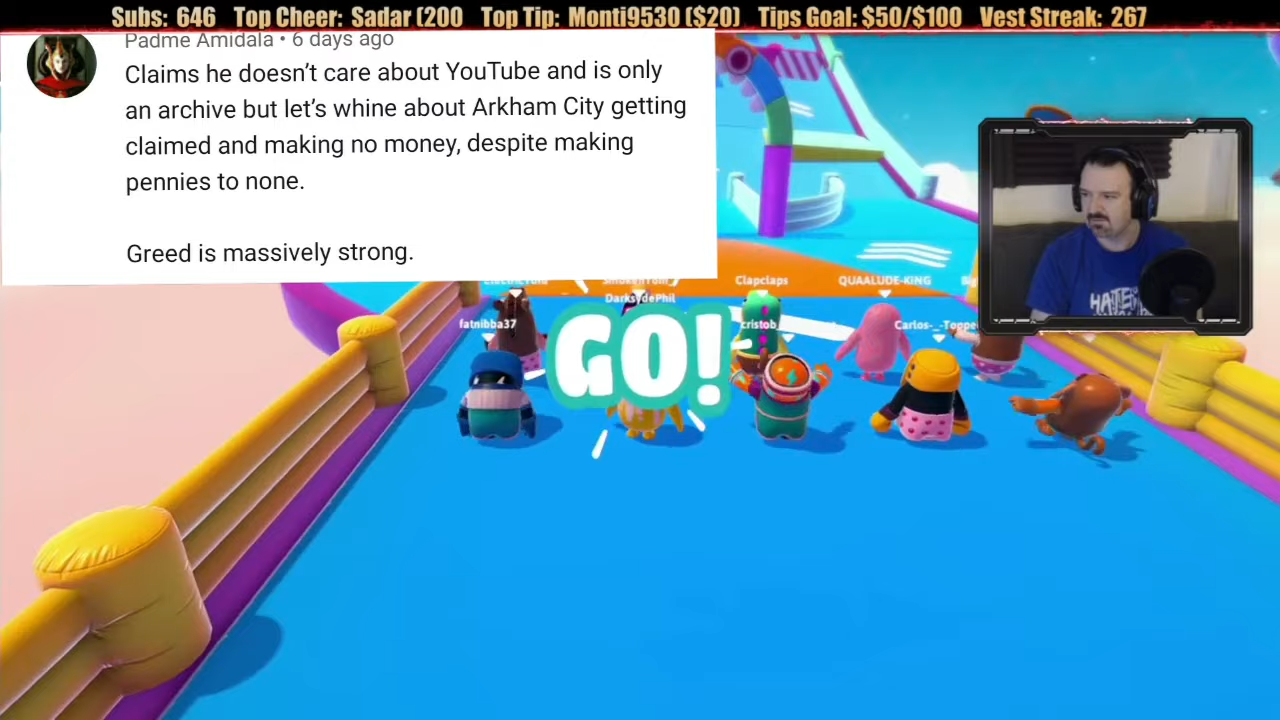 Subs: 646 Top Cheer: Sadar (200 Top Tip: Monti9530 ($20) Tips Goal: $50/$100 Vest Streak: 267
Padme Amidala • 6 days ago
Claims he doesn't care about YouTube and is only
an archive but let's whine about Arkham City getting
claimed and making no money, despite making
pennies to none.
Greed is massively strong.
Clapclaps
QUAALUDE-KING
DarksydePhil
fatnibba37
cristob
Carlos-_-Toppe
GO!